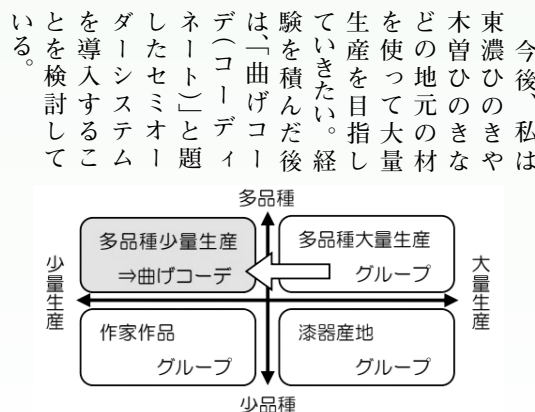 今後、私は
東濃ひのきや
木曽ひのきな
どの地元の材
を使って大量
生産を目指し
ていきたい。経
験を積んだ後
は、「曲げコー
デ(コーディ
ネート)」と題
したセミオー
ダーシステム
を導入するこ
とを検討して
いる。
多品種
多品種少量生産
⇒曲げコーデ
多品種大量生産
グループ
少量生産
大量生産
作家作品
グループ
漆器産地
グループ
少品種